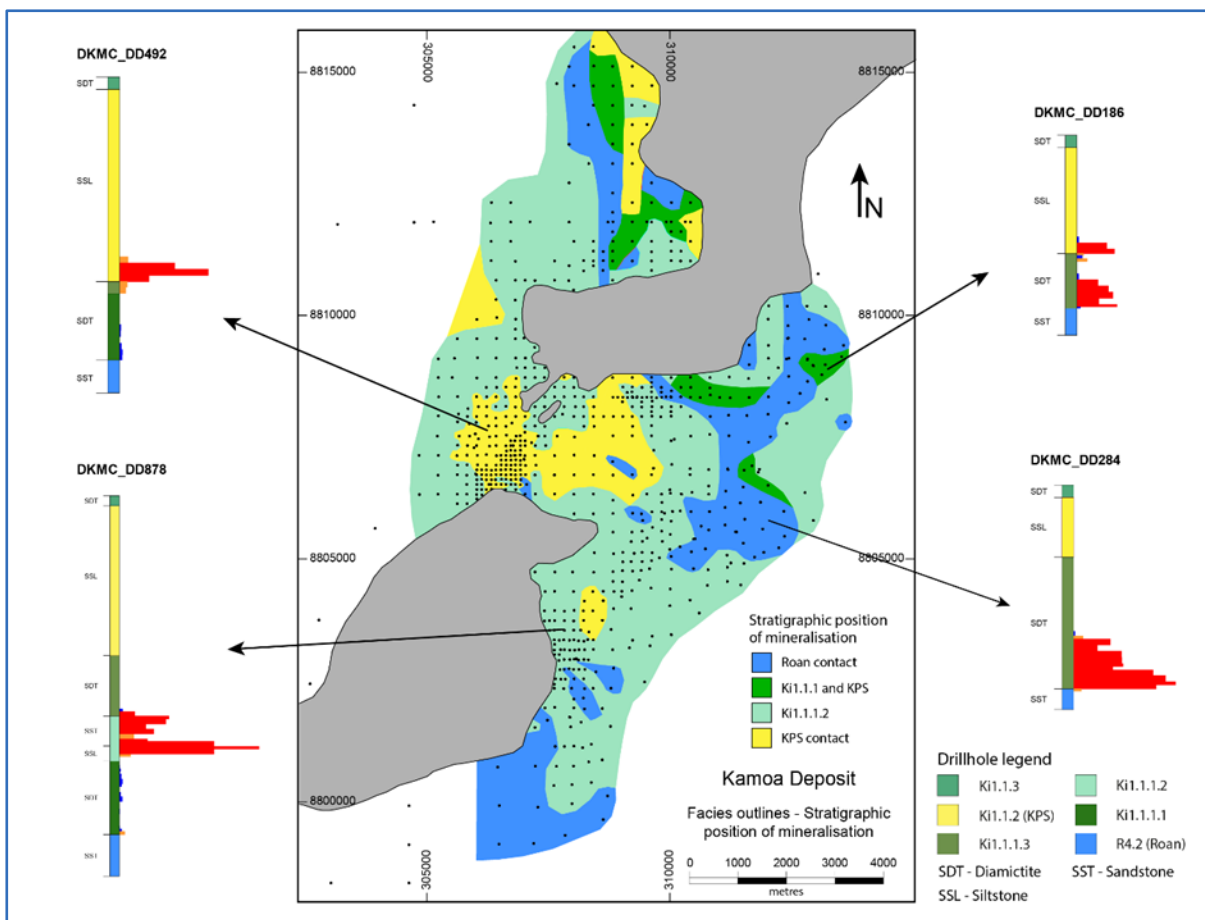 DKMC_DD492
SDT
SSL
SDT
SST
DKMC_DD878
SDT
SSL
SDT
SST
SSL
SDT
SST
305000
310000
8815000
8815000
8810000
8810000
8805000
8805000
8800000
305000
310000
N
DKMC_DD186
SDT
SSL
SDT
SST
DKMC_DD284
SDT
SSL
SDT
SST
Stratigraphic position
of mineralisation
Roan contact
Ki1.1.1 and KPS
Ki1.1.1.2
KPS contact
Kamoa Deposit
Facies outlines - Stratigraphic
position of mineralisation
0 1000 2000 3000 4000
metres
Drillhole legend
Ki1.1.3
Ki1.1.1.2
Ki1.1.2 (KPS)
Ki1.1.1.1
Ki1.1.1.3
R4.2 (Roan)
SDT - Diamictite
SST - Sandstone
SSL - Siltstone